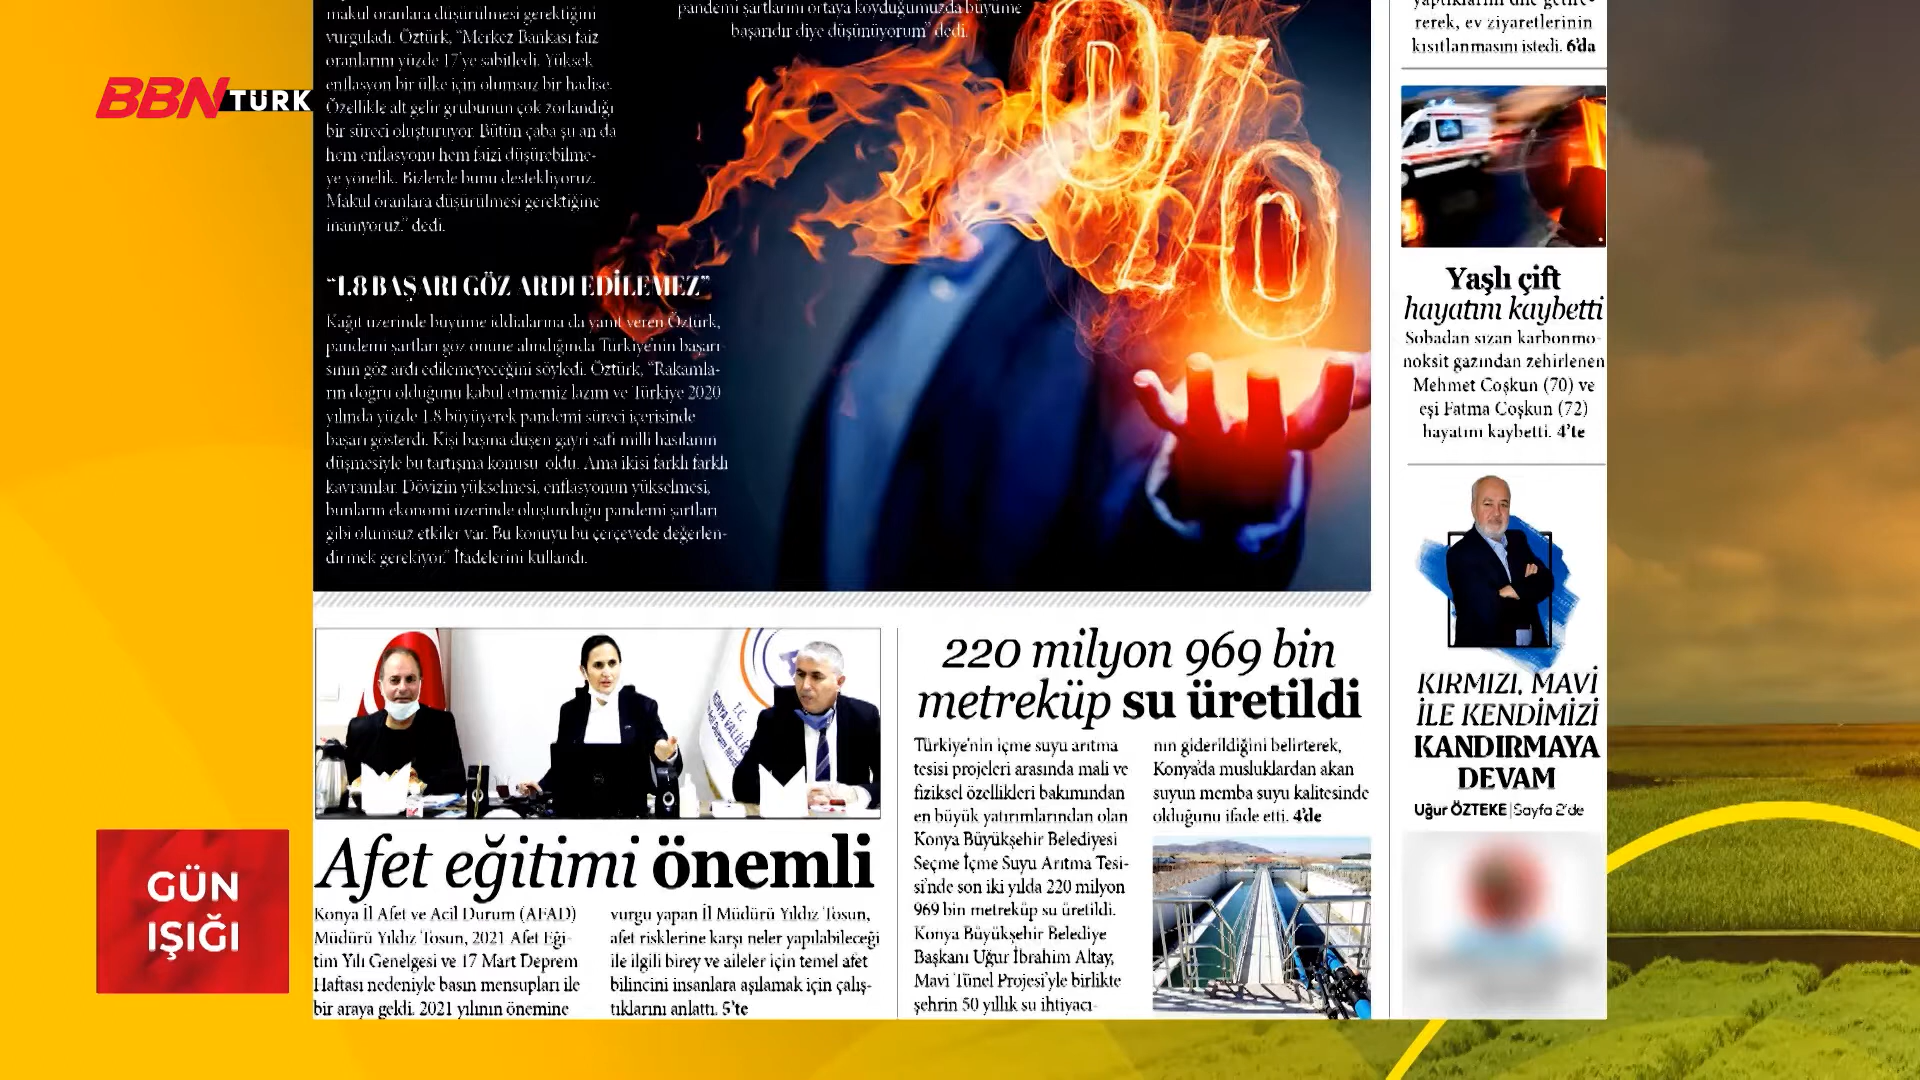 makul oranlara düşürülmesi gerektiğini
vurguladı. Öztürk, “Merkez Bankası faiz
oranlarını yüzde 17’ye sabitledi. Yüksek
enflasyon bir ülke için olumsuz bir hadise.
Özellikle alt gelir grubunun çok zorlandığı
bir süreci oluşturuyor. Bütün çaba şu an da
hem enflasyonu hem faizi düşürebilme-
ye yönelik. Bizlerde bunu destekliyoruz.
Makul oranlara düşürülmesi gerektiğine
inanıyoruz.” dedi.
“1.8 BAŞARI GÖZ ARDI EDİLEMEZ”
Kağıt üzerinde büyüme iddialarına da yanıt veren Öztürk,
pandemi şartları göz önüne alındığında Türkiye’nin başarı-
sının göz ardı edilemeyeceğini söyledi. Öztürk, “Rakamla-
rın doğru olduğunu kabul etmemiz lazım ve Türkiye 2020
yılında yüzde 1.8 büyüyerek pandemi süreci içerisinde
başarı gösterdi. Kişi başına düşen gayri safi milli hasılanın
düşmesiyle bu tartışma konusu oldu. Ama ikisi farklı farklı
kavramlar. Dövizin yükselmesi, enflasyonun yükselmesi,
bunların ekonomi üzerinde oluşturduğu pandemi şartları
gibi olumsuz etkiler var. Bu konuyu bu çerçevede değerlen-
dirmek gerekiyor.” İfadelerini kullandı.
pandemi şartlarını ortaya koyduğumuzda büyüme
başarıdır diye düşünüyorum” dedi.
%
yaptıklarını dile getire-
rerek, ev ziyaretlerinin
kısıtlanmasını istedi. 6’da
BBN TÜRK
Yaşlı çift
hayatını kaybetti
Sobadan sızan karbonmo-
noksit gazından zehirlenen
Mehmet Coşkun (70) ve
eşi Fatma Coşkun (72)
hayatını kaybetti. 4’te
KIRMIZI, MAVİ
İLE KENDİMİZİ
KANDIRMAYA
DEVAM
Uğur ÖZTEKE | Sayfa 2’de
Afet eğitimi önemli
Konya İl Afet ve Acil Durum (AFAD)
Müdürü Yıldız Tosun, 2021 Afet Eği-
tim Yılı Genelgesi ve 17 Mart Deprem
Haftası nedeniyle basın mensupları ile
bir araya geldi. 2021 yılının önemine
vurgu yapan İl Müdürü Yıldız Tosun,
afet risklerine karşı neler yapılabileceği
ile ilgili birey ve aileler için temel afet
bilincini insanlara aşılamak için çalış-
tıklarını anlattı. 5’te
220 milyon 969 bin
metreküp su üretildi
Türkiye’nin içme suyu arıtma
tesisi projeleri arasında mali ve
fiziksel özellikleri bakımından
en büyük yatırımlarından olan
Konya Büyükşehir Belediyesi
Seçme İçme Suyu Arıtma Tesi-
si’nde son iki yılda 220 milyon
969 bin metreküp su üretildi.
Konya Büyükşehir Belediye
Başkanı Uğur İbrahim Altay,
Mavi Tünel Projesi’yle birlikte
şehrin 50 yıllık su ihtiyacı-
nın giderildiğini belirterek,
Konya’da musluklardan akan
suyun memba suyu kalitesinde
olduğunu ifade etti. 4’de
T.C.
KONYA VALİLİĞİ
GÜN
IŞIĞI